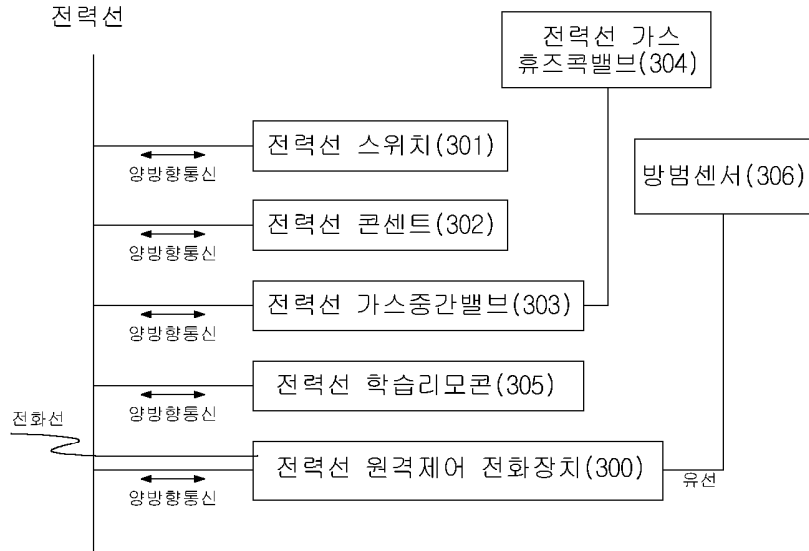 전력선
전력선 가스
휴즈콕밸브(304)
전력선 스위치(301)
양방향통신
방범센서(306)
전력선 콘센트(302)
양방향통신
전력선 가스중간밸브(303)
양방향통신
전력선 학습리모콘(305)
양방향통신
전화선
전력선 원격제어 전화장치(300)
양방향통신
유선